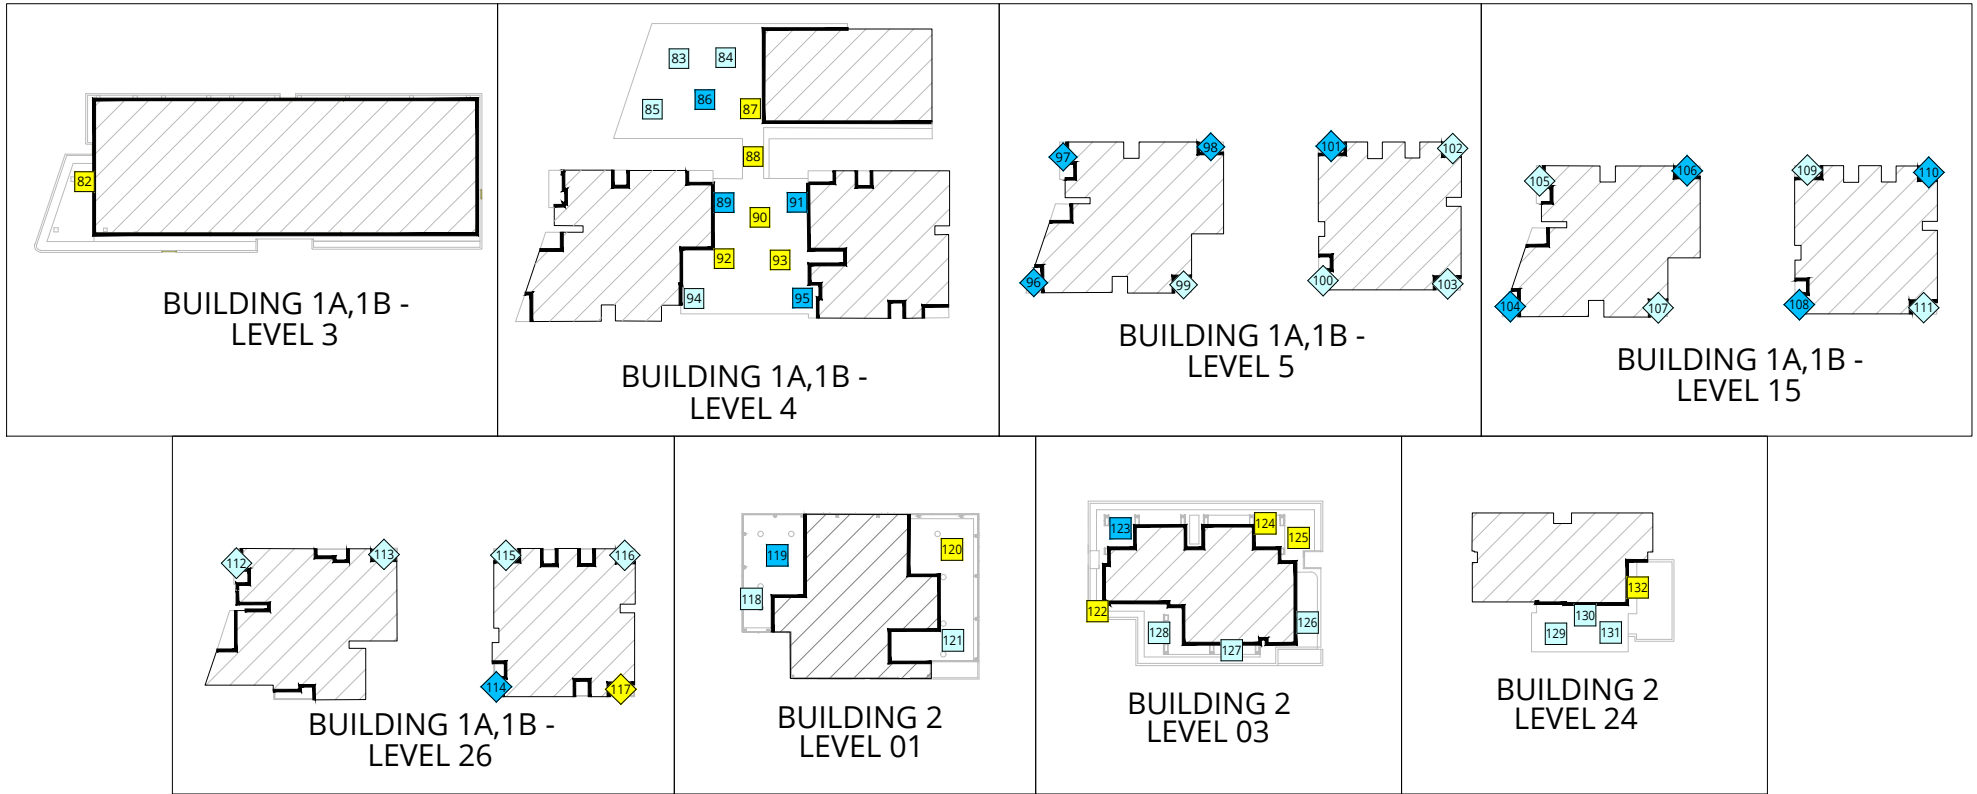 82
BUILDING 1A,1B -
LEVEL 3
83 84
85 86 87
88
89 90 91
92 93
94 95
BUILDING 1A,1B -
LEVEL 4
97 98 101 102
96 99 100 103
BUILDING 1A,1B -
LEVEL 5
105 106 109 110
104 107 108 111
BUILDING 1A,1B -
LEVEL 15
112 113 115 116
114 117
BUILDING 1A,1B -
LEVEL 26
119 120
118
121
BUILDING 2
LEVEL 01
123 124
125
122
128 126
127
BUILDING 2
LEVEL 03
132
130
129 131
BUILDING 2
LEVEL 24